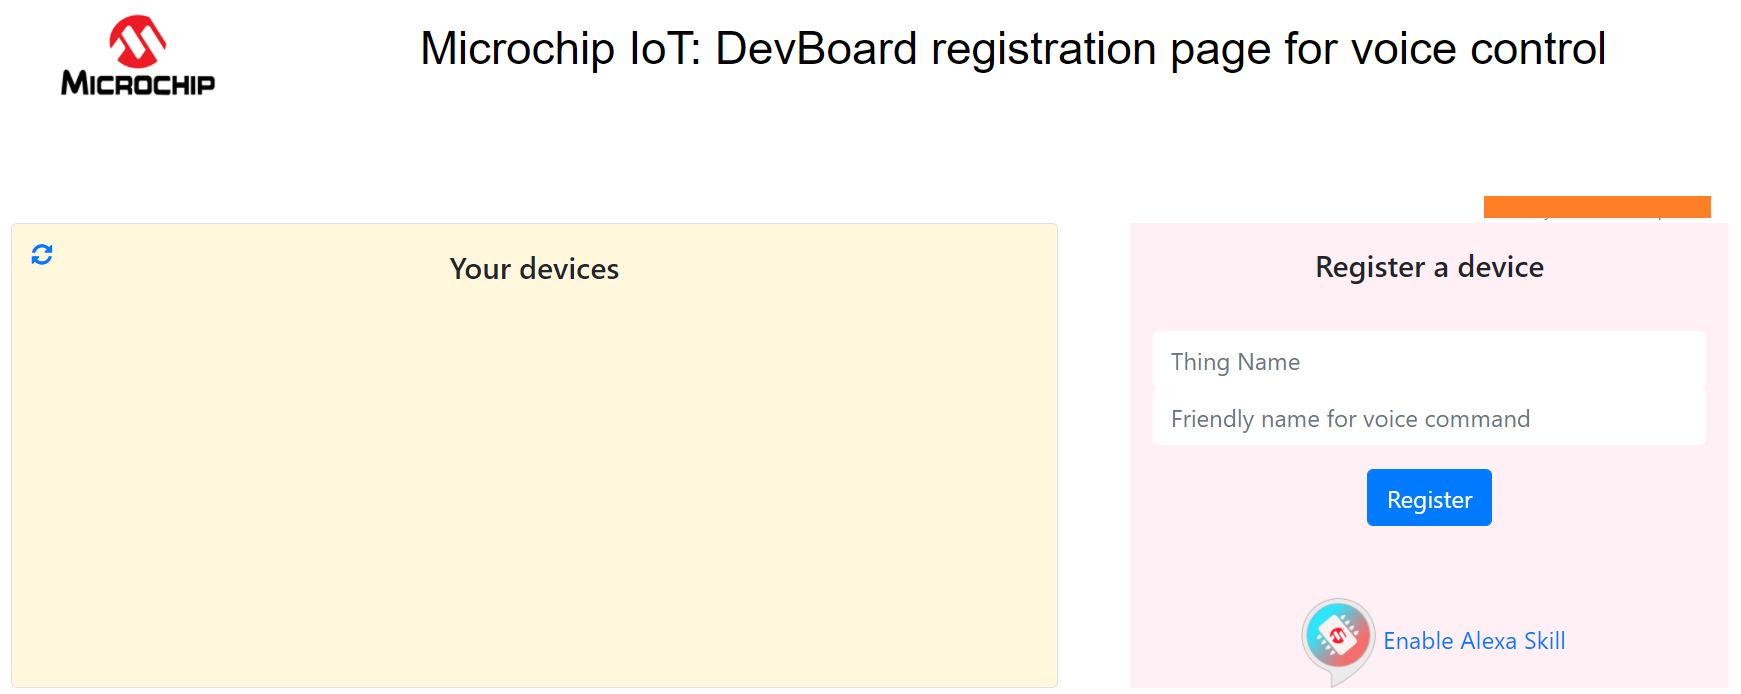 MICROCHIP
Microchip IoT: DevBoard registration page for voice control
Your devices
Register a device
Thing Name
Friendly name for voice command
Register
Enable Alexa Skill